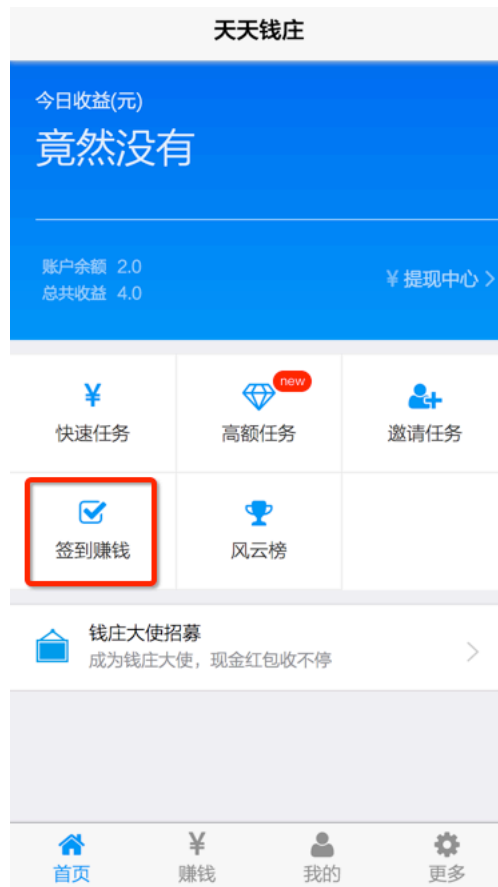 天天钱庄
今日收益(元)
竟然没有
账户余额 2.0
总共收益 4.0
¥ 提现中心
¥
new
快速任务
高额任务
邀请任务
签到赚钱
风云榜
钱庄大使招募
成为钱庄大使，现金红包收不停
¥
首页
赚钱
我的
更多